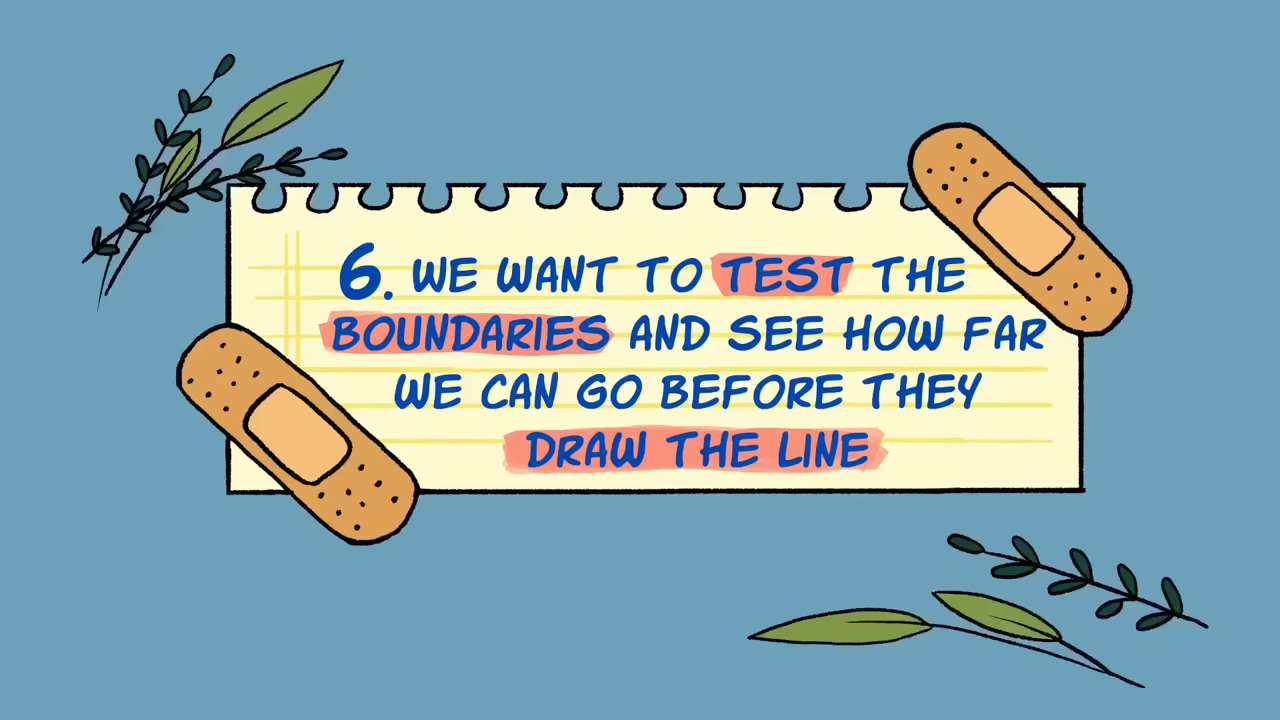 6. WE WANT TO TEST THE
BOUNDARIES AND SEE HOW FAR
WE CAN GO BEFORE THEY
DRAW THE LINE